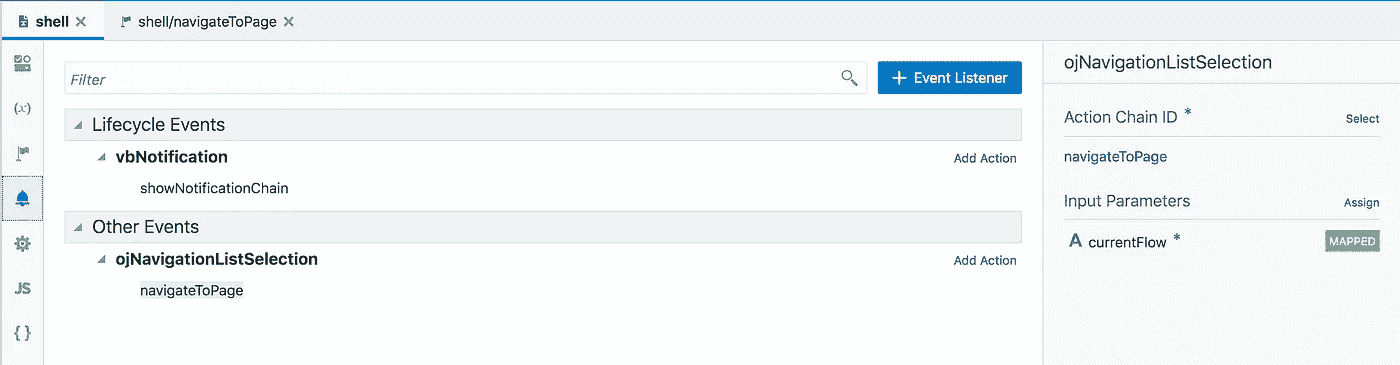 shell
shell/navigateToPage
Filter
+ Event Listener
Lifecycle Events
vbNotification
Add Action
showNotificationChain
Other Events
ojNavigationListSelection
Add Action
navigateToPage
(x)
JS
{ }
ojNavigationListSelection
Action Chain ID *
Select
navigateToPage
Input Parameters
Assign
A currentFlow *
MAPPED